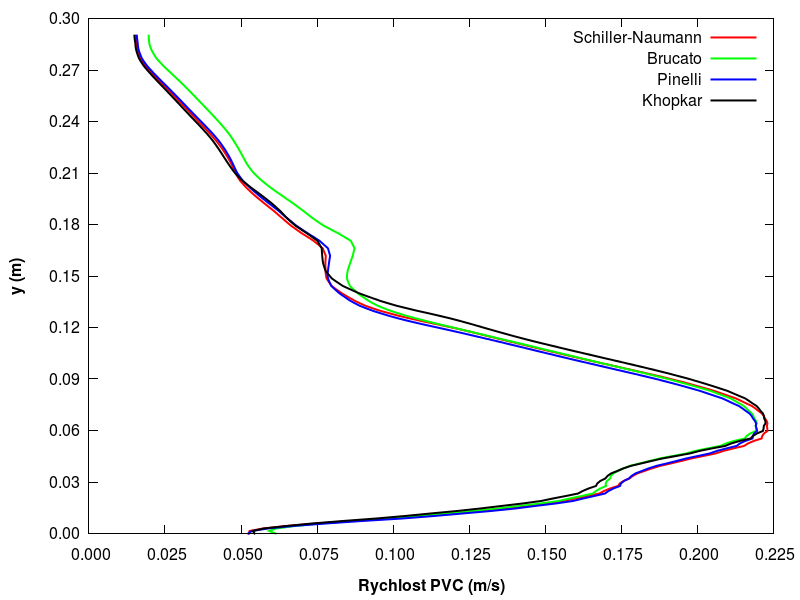 0.30
0.27
0.24
0.21
0.18
0.15
0.12
0.09
0.06
0.03
0.00
y (m)
Schiller-Naumann
Brucato
Pinelli
Khopkar
0.000 0.025 0.050 0.075 0.100 0.125 0.150 0.175 0.200 0.225
Rychlost PVC (m/s)